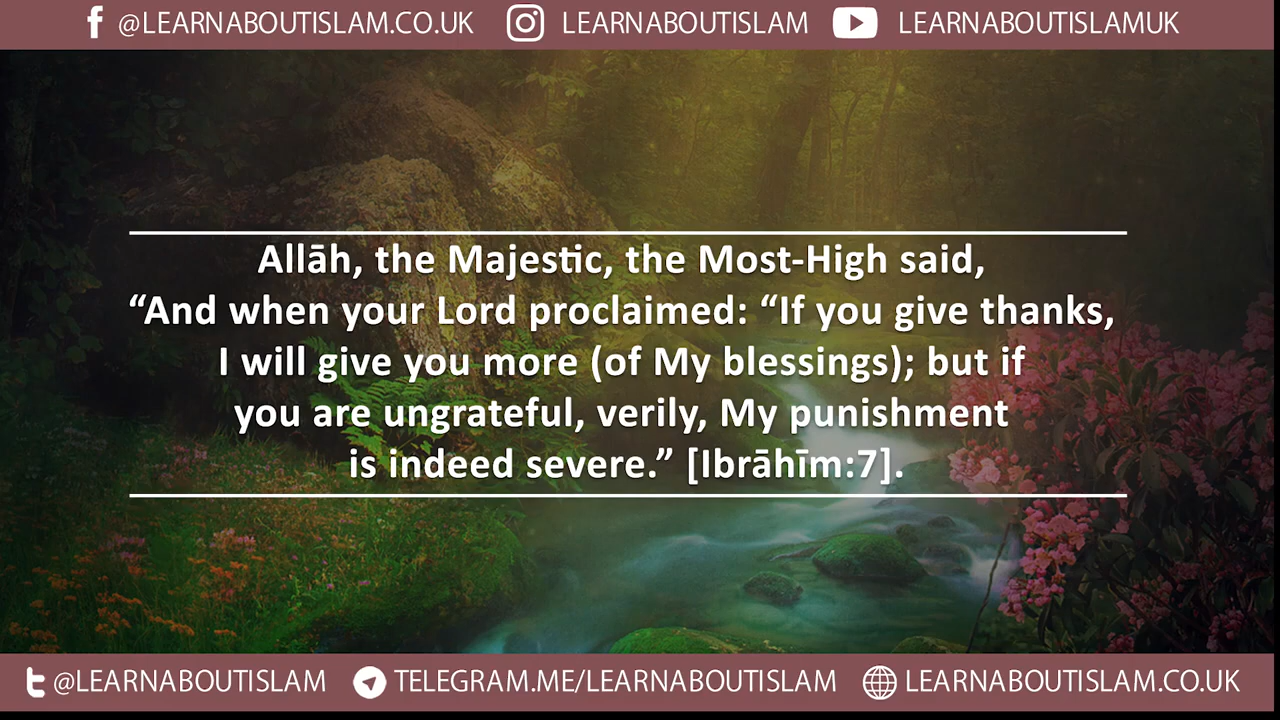 @LEARNABOUTISLAM.CO.UK LEARNABOUTISLAM LEARNABOUTISLAMUK
Allāh, the Majestic, the Most-High said,
“And when your Lord proclaimed: “If you give thanks,
I will give you more (of My blessings); but if
you are ungrateful, verily, My punishment
is indeed severe.” [Ibrāhīm:7].
@LEARNABOUTISLAM TELEGRAM.ME/LEARNABOUTISLAM LEARNABOUTISLAM.CO.UK